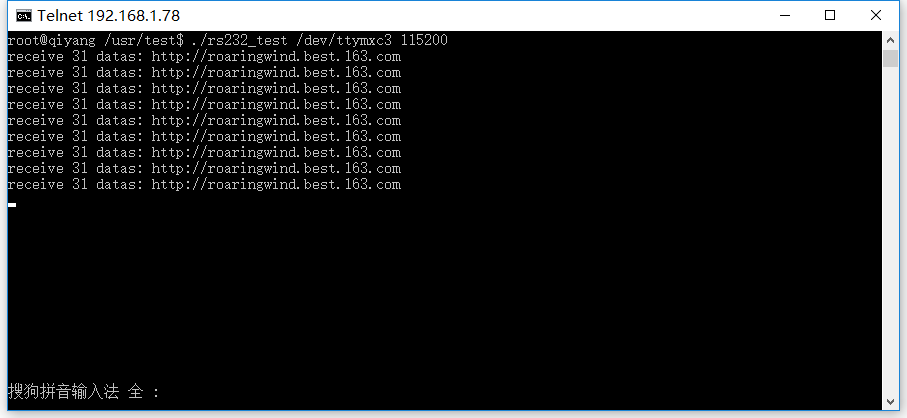 Telnet 192.168.1.78
root@qiyang /usr/test$ ./rs232_test /dev/ttymxc3 115200
receive 31 datas: http://roaringwind.best.163.com
receive 31 datas: http://roaringwind.best.163.com
receive 31 datas: http://roaringwind.best.163.com
receive 31 datas: http://roaringwind.best.163.com
receive 31 datas: http://roaringwind.best.163.com
receive 31 datas: http://roaringwind.best.163.com
receive 31 datas: http://roaringwind.best.163.com
receive 31 datas: http://roaringwind.best.163.com
receive 31 datas: http://roaringwind.best.163.com
搜狗拼音输入法 全 :